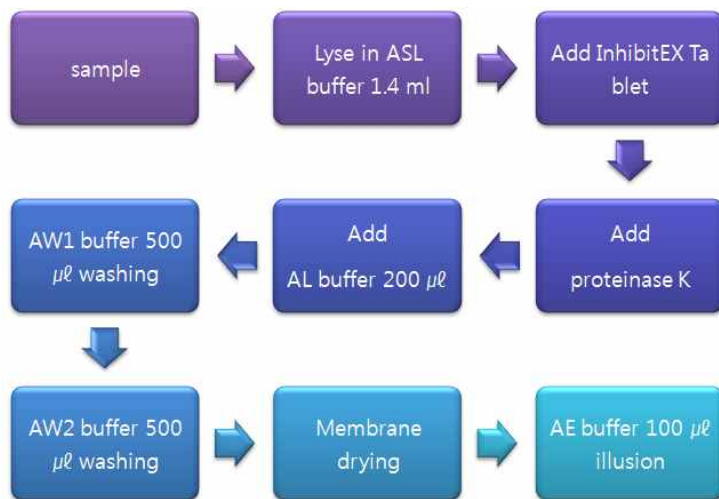 sample
Lyse in ASL
buffer 1.4 ml
Add InhibitEX Ta
blet
Add
proteinase K
Add
AL buffer 200 ㎕
AW1 buffer 500
㎕ washing
AW2 buffer 500
㎕ washing
Membrane
drying
AE buffer 100 ㎕
illusion